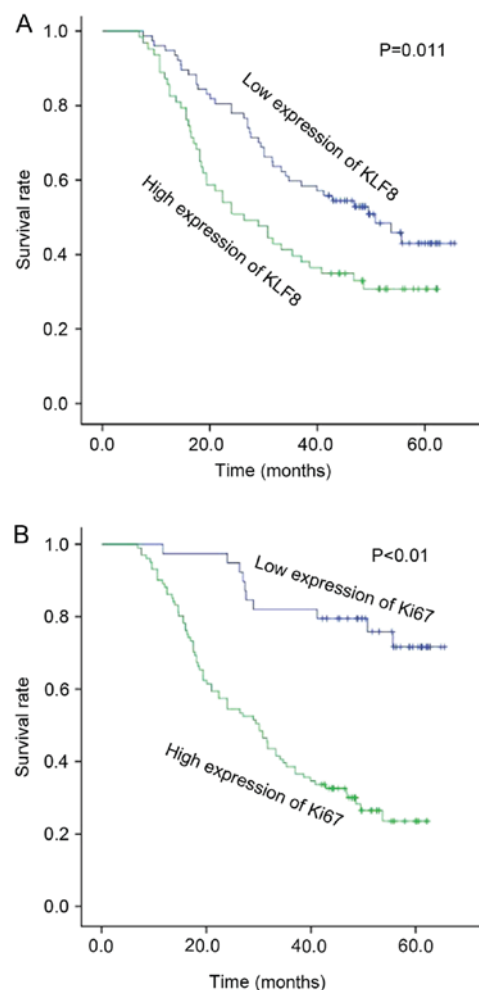 A
P=0.011
1.0
0.8
0.6
0.4
0.2
0.0
Survival rate
Low expression of KLF8
High expression of KLF8
0.0 20.0 40.0 60.0
Time (months)
B
P<0.01
1.0
0.8
0.6
0.4
0.2
0.0
Survival rate
Low expression of Ki67
High expression of Ki67
0.0 20.0 40.0 60.0
Time (months)